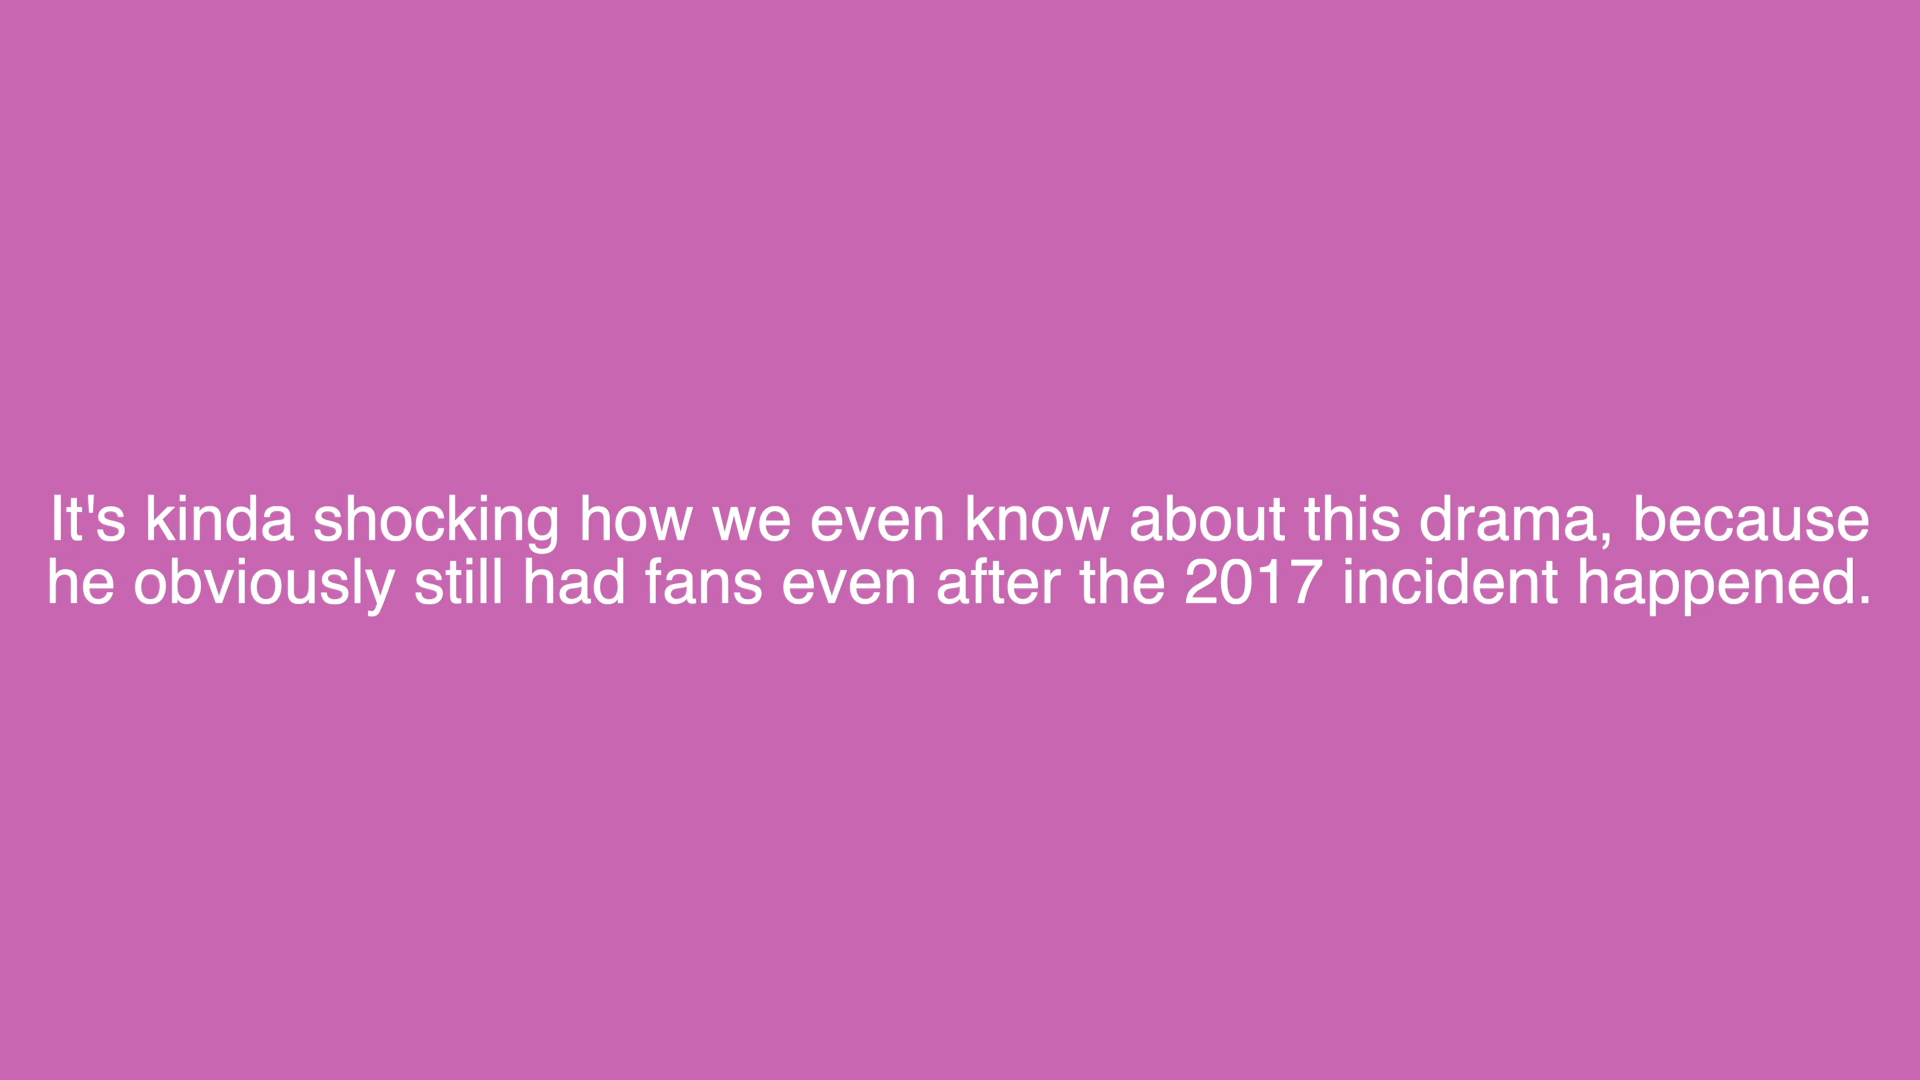 It's kinda shocking how we even know about this drama, because
he obviously still had fans even after the 2017 incident happened.